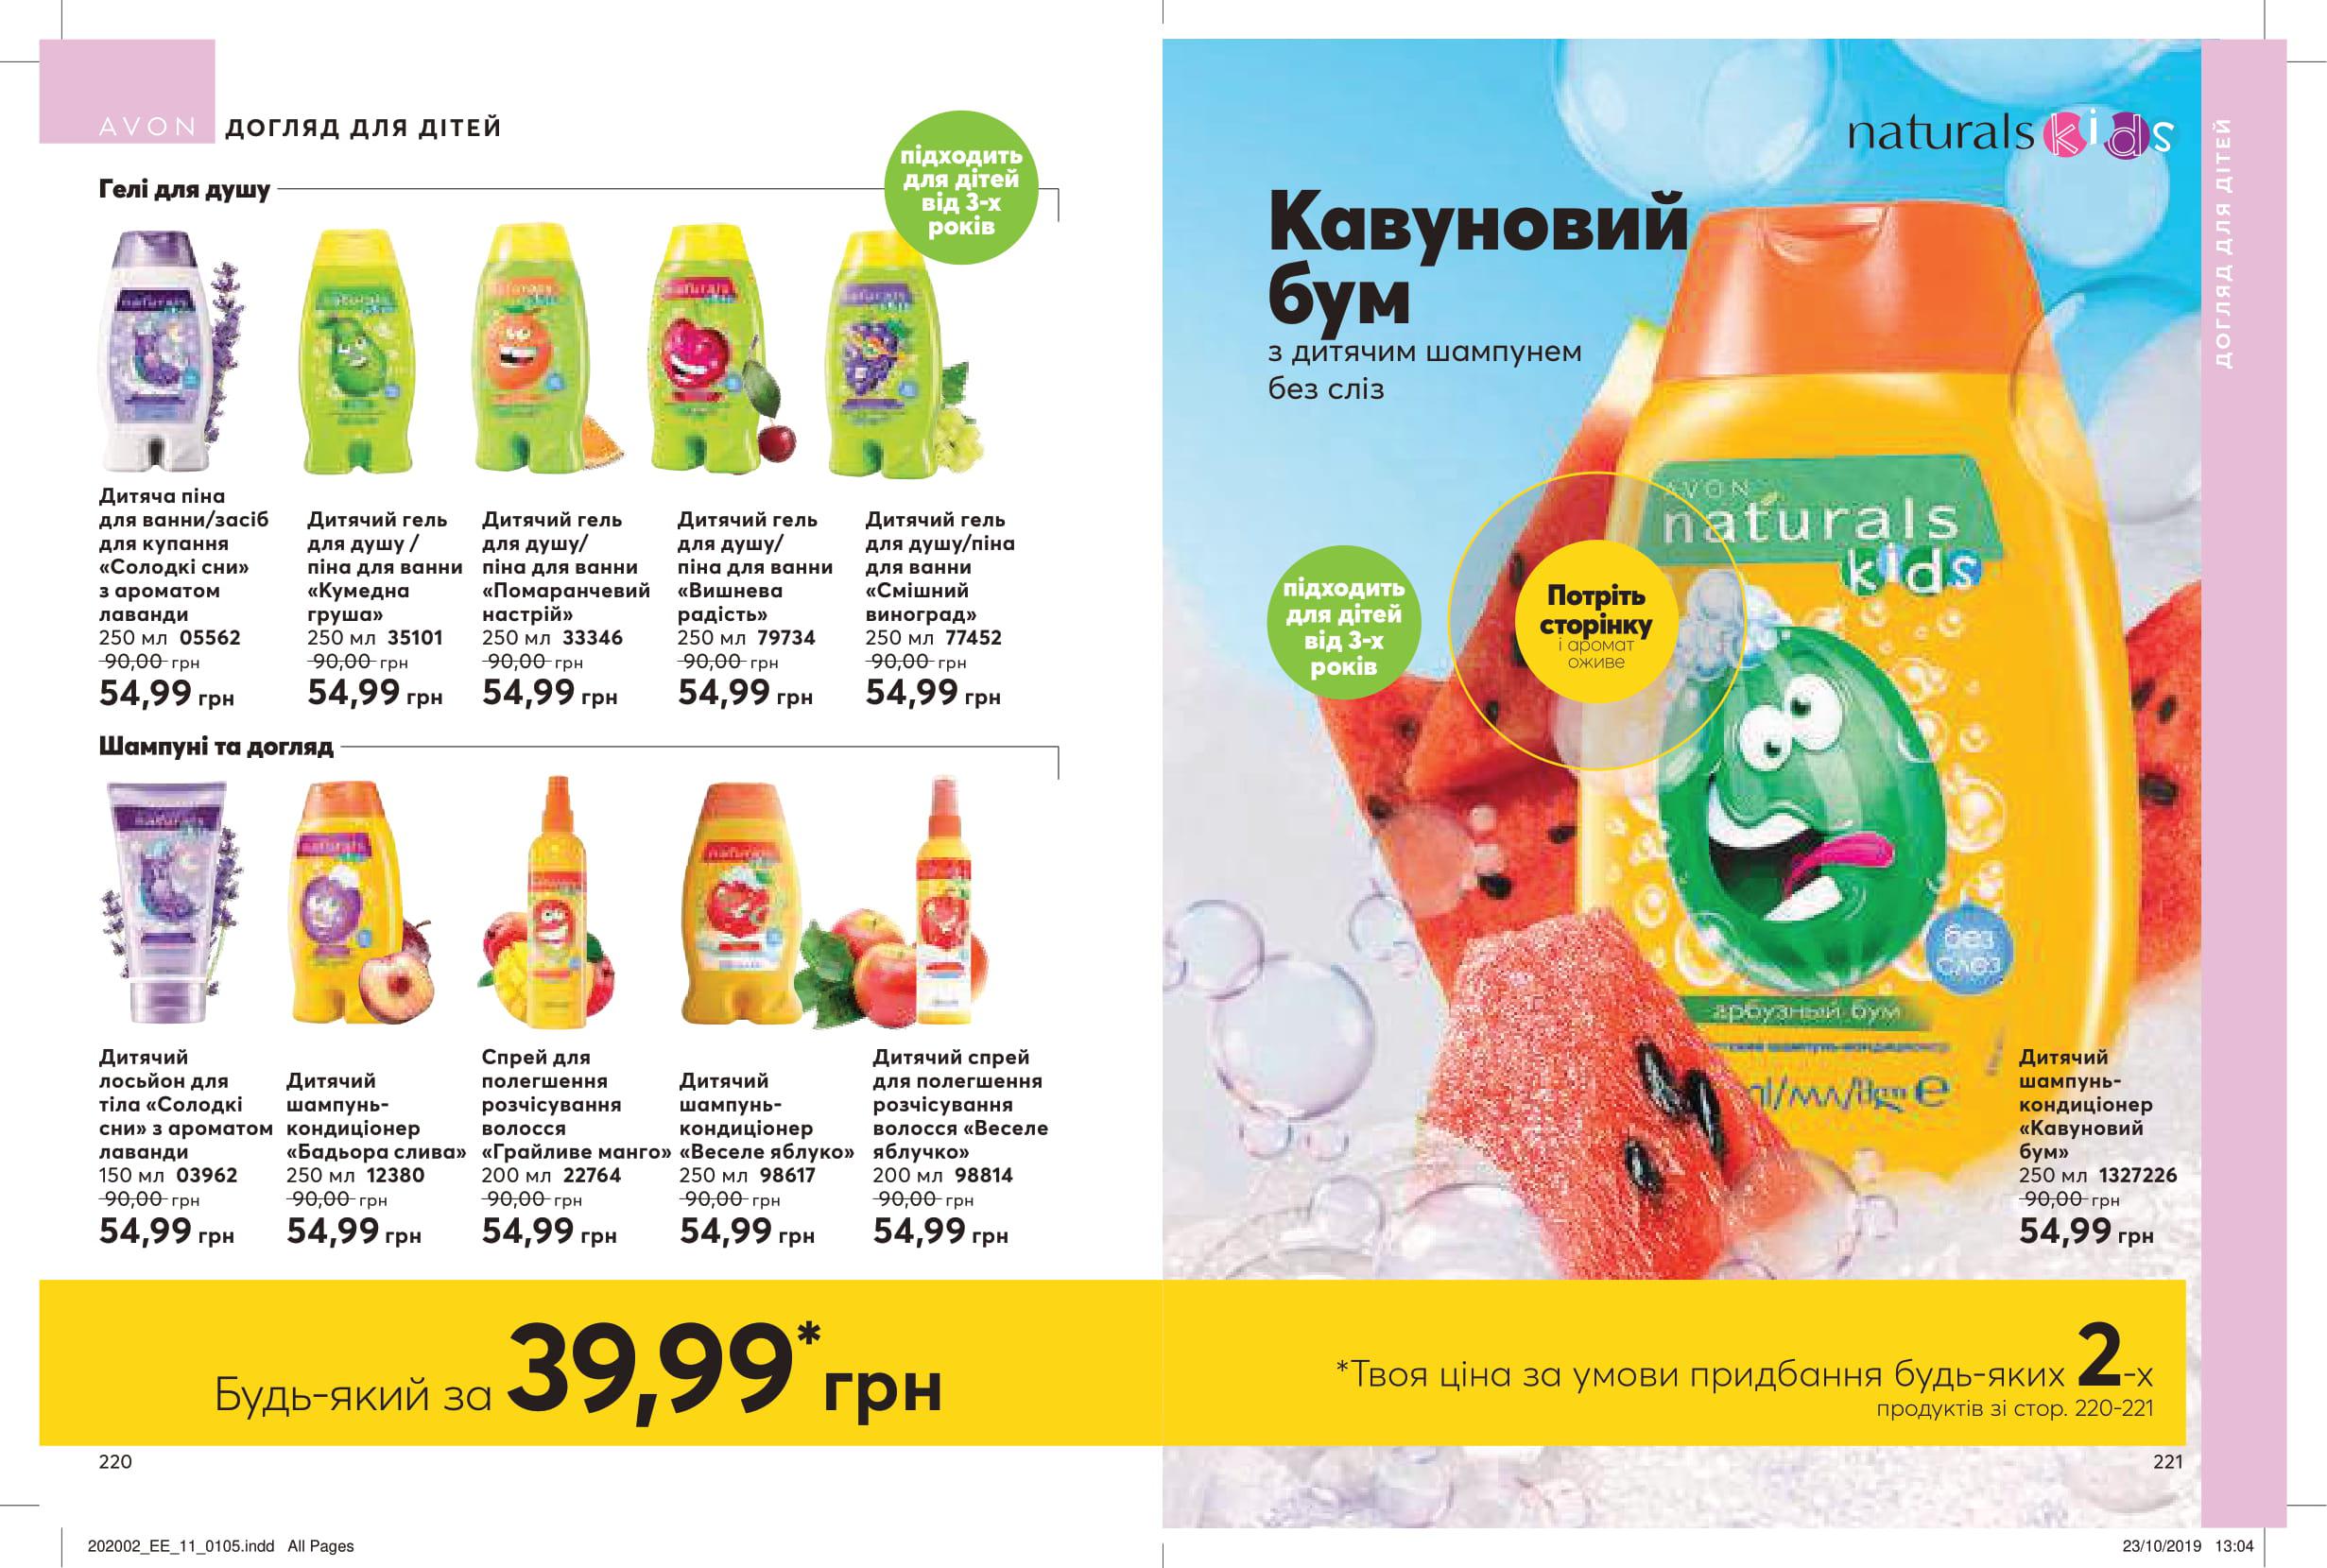 AVON ДОГЛЯД ДЛЯ ДІТЕЙ
Гелі для душу
підходить
для дітей
від 3-х
років
Дитяча піна
для ванни/засіб
для купання
«Солодкі сни»
з ароматом
лаванди
250 мл 05562
90,00 грн
54,99 грн
Дитячий гель
для душу /
піна для ванни
«Кумедна
груша»
250 мл 35101
90,00 грн
54,99 грн
Дитячий гель
для душу/
піна для ванни
«Помаранчевий
настрій»
250 мл 33346
90,00 грн
54,99 грн
Дитячий гель
для душу/
піна для ванни
«Вишнева
радість»
250 мл 79734
90,00 грн
54,99 грн
Дитячий гель
для душу/піна
для ванни
«Смішний
виноград»
250 мл 77452
90,00 грн
54,99 грн
Шампуні та догляд
Дитячий
лосьйон для
тіла «Солодкі
сни» з ароматом
лаванди
150 мл 03962
90,00 грн
54,99 грн
Дитячий
шампунь-
кондиціонер
«Бадьора слива»
250 мл 12380
90,00 грн
54,99 грн
Спрей для
полегшення
розчісування
волосся
«Грайливе манго»
200 мл 22764
90,00 грн
54,99 грн
Дитячий
шампунь-
кондиціонер
«Веселе яблуко»
250 мл 98617
90,00 грн
54,99 грн
Дитячий спрей
для полегшення
розчісування
волосся «Веселе
яблучко»
200 мл 98814
90,00 грн
54,99 грн
Будь-який за 39,99* грн
220
naturals kids
ДОГЛЯД ДЛЯ ДІТЕЙ
Кавуновий
бум
з дитячим шампунем
без сліз
підходить
для дітей
від 3-х
років
Потріть
сторінку
і аромат
оживе
AVON
naturals
kids
без
слёз
арбузный бум
Дитячий
шампунь-
кондиціонер
«Кавуновий
бум»
250 мл 1327226
90,00 грн
54,99 грн
*Твоя ціна за умови придбання будь-яких 2-х
продуктів зі стор. 220-221
221
202002_EE_11_0105.indd All Pages
23/10/2019 13:04